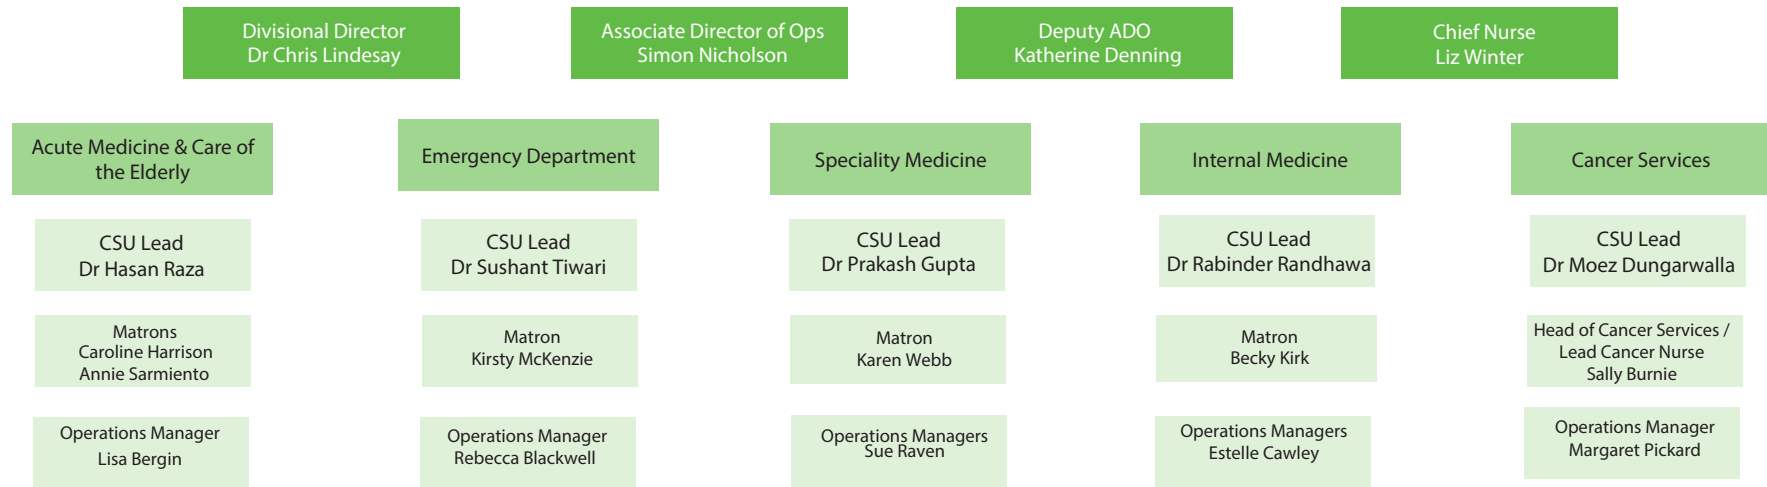 Divisional Director
Dr Chris Lindesay
Associate Director of Ops
Simon Nicholson
Deputy ADO
Katherine Denning
Chief Nurse
Liz Winter
Acute Medicine & Care of
the Elderly
Emergency Department
Speciality Medicine
Internal Medicine
Cancer Services
CSU Lead
Dr Hasan Raza
CSU Lead
Dr Sushant Tiwari
CSU Lead
Dr Prakash Gupta
CSU Lead
Dr Rabinder Randhawa
CSU Lead
Dr Moez Dungarwalla
Matrons
Caroline Harrison
Annie Sarmiento
Matron
Kirsty McKenzie
Matron
Karen Webb
Matron
Becky Kirk
Head of Cancer Services /
Lead Cancer Nurse
Sally Burnie
Operations Manager
Lisa Bergin
Operations Manager
Rebecca Blackwell
Operations Managers
Sue Raven
Operations Managers
Estelle Cawley
Operations Manager
Margaret Pickard